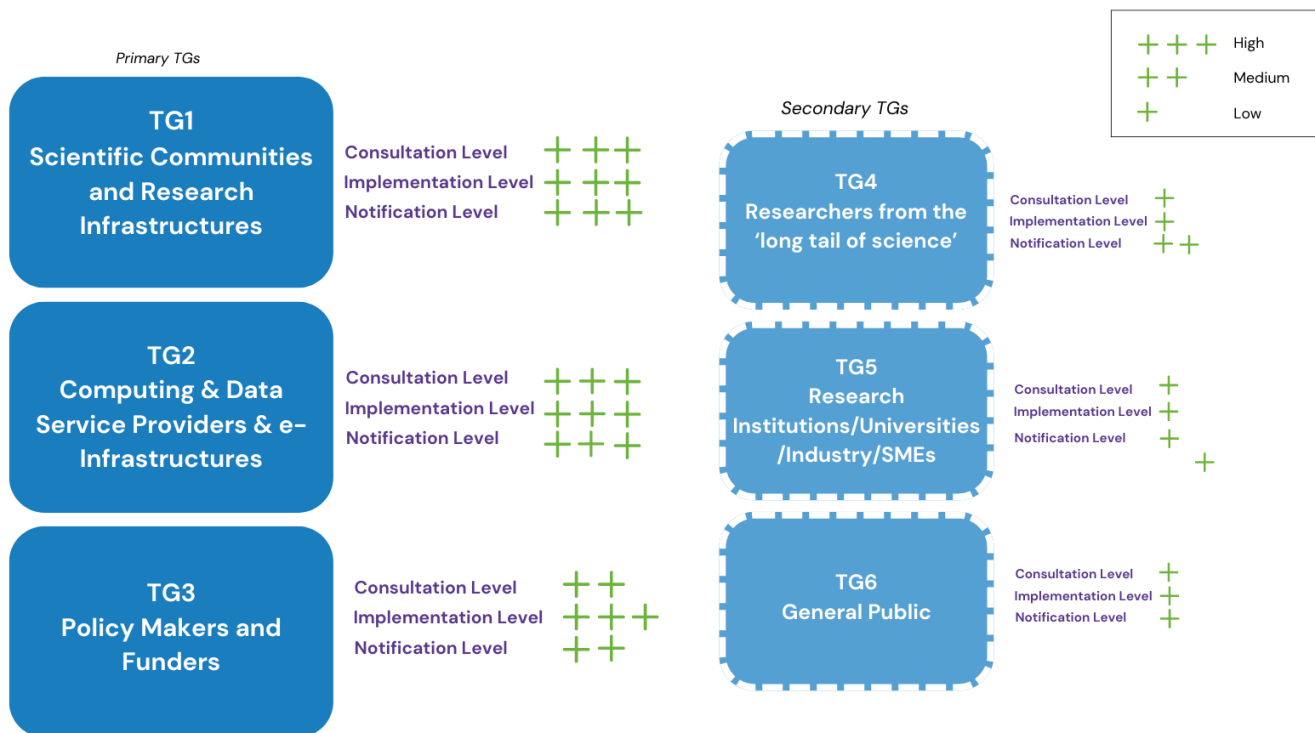 Primary TGs
TG1
Scientific Communities
and Research
Infrastructures
Consultation Level
Implementation Level
Notification Level
TG2
Computing & Data
Service Providers & e-
Infrastructures
Consultation Level
Implementation Level
Notification Level
TG3
Policy Makers and
Funders
Consultation Level
Implementation Level
Notification Level
Secondary TGs
TG4
Researchers from the
‘long tail of science’
Consultation Level
Implementation Level
Notification Level
TG5
Research
Institutions/Universities
/Industry/SMEs
Consultation Level
Implementation Level
Notification Level
TG6
General Public
Consultation Level
Implementation Level
Notification Level
High
Medium
Low